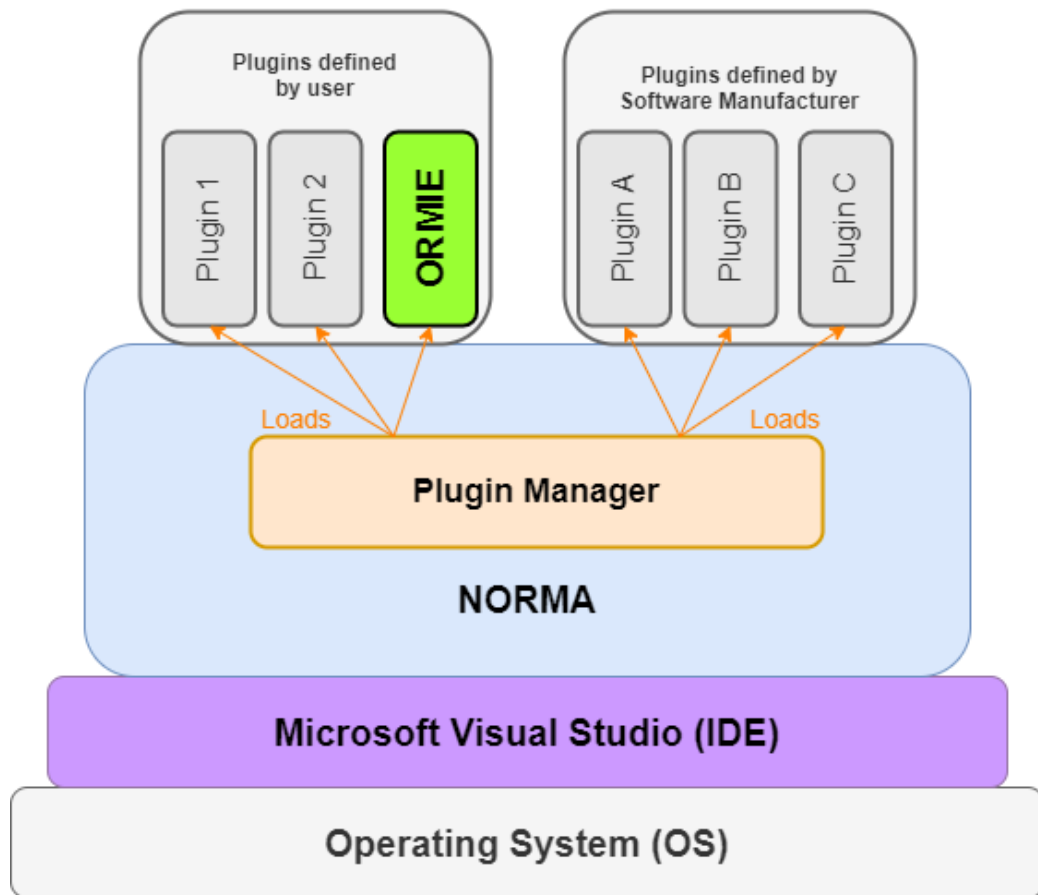 Plugins defined
by user
Plugin 1
Plugin 2
ORMIE
Plugins defined by
Software Manufacturer
Plugin A
Plugin B
Plugin C
Loads
Loads
Plugin Manager
NORMA
Microsoft Visual Studio (IDE)
Operating System (OS)